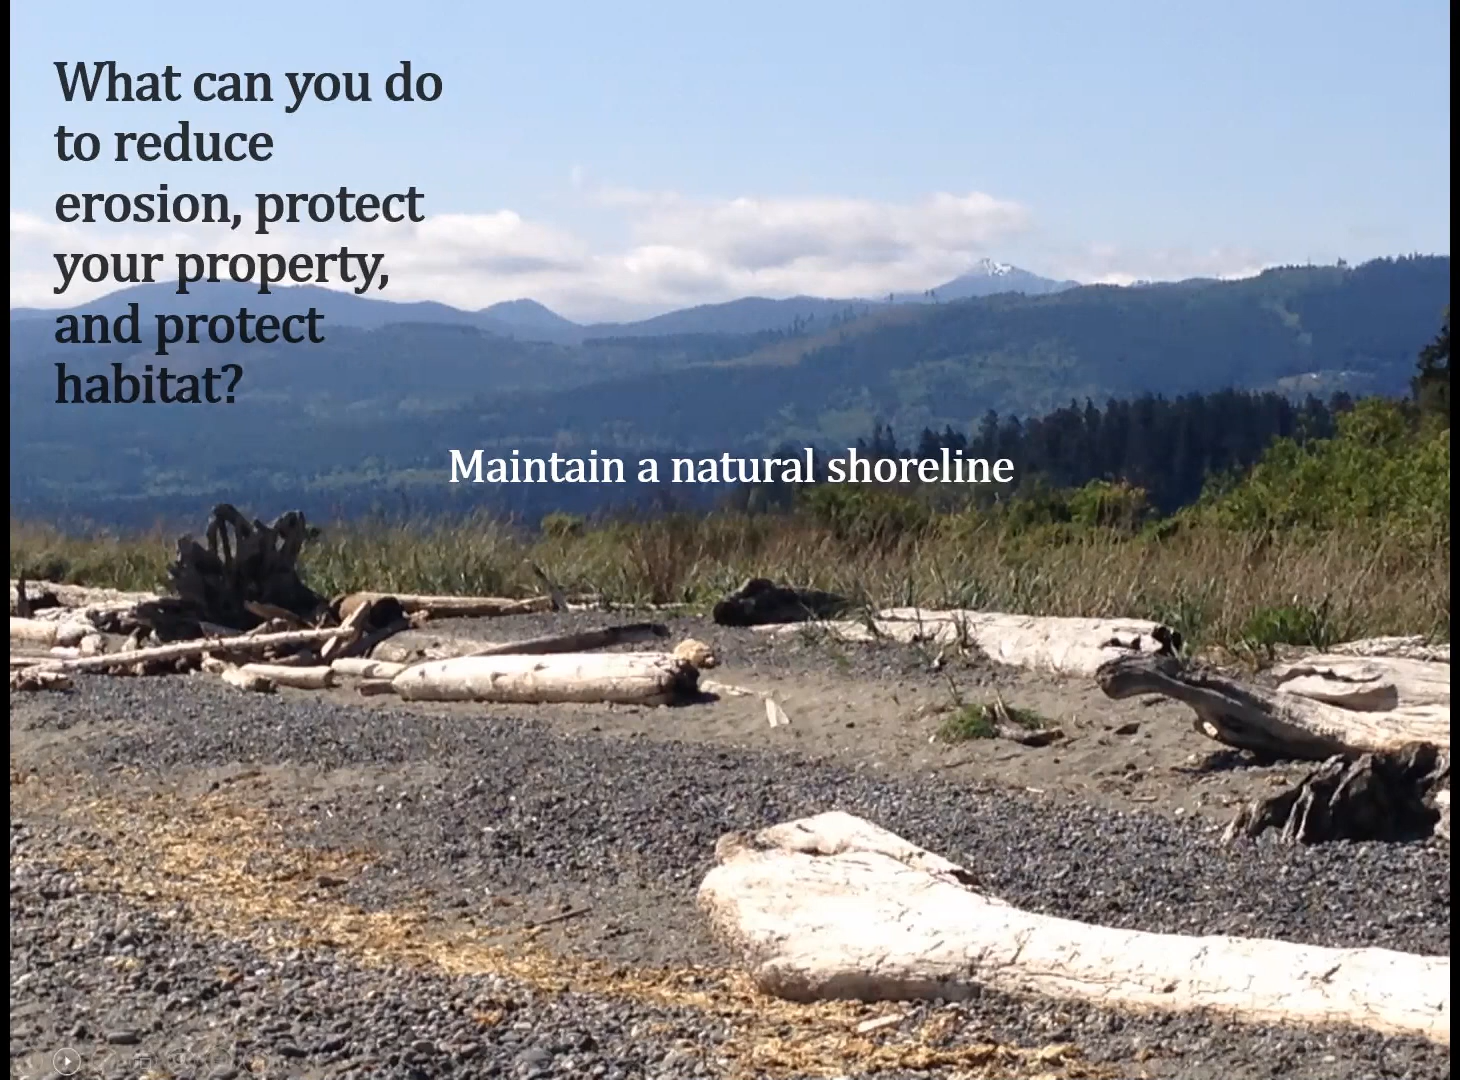 What can you do
to reduce
erosion, protect
your property,
and protect
habitat?
Maintain a natural shoreline